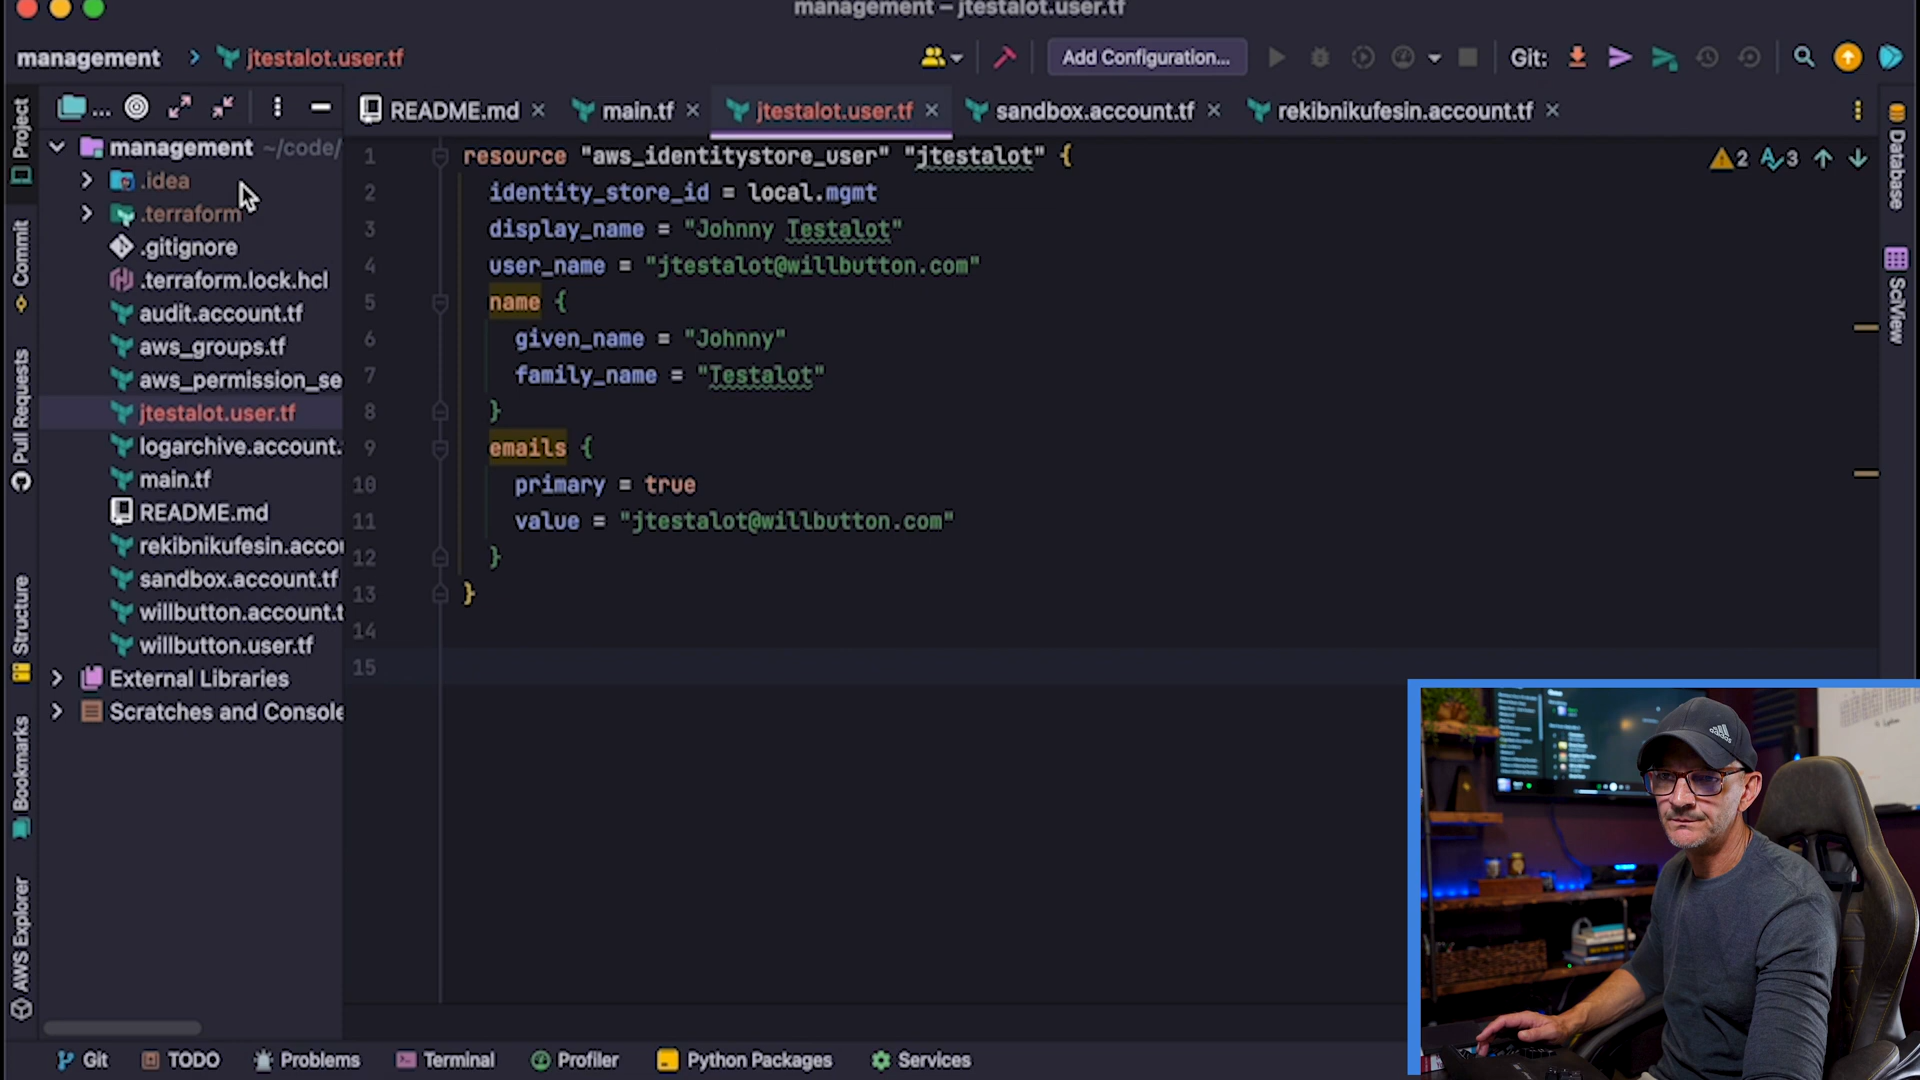 management – jtestalot.user.tf
management > jtestalot.user.tf
Add Configuration...
Git:
Project
...
README.md
main.tf
jtestalot.user.tf
sandbox.account.tf
rekibnikufesin.account.tf
Database
SciView
Commit
Pull Requests
Structure
Bookmarks
AWS Explorer
management ~/code/
.idea
.terraform
.gitignore
.terraform.lock.hcl
audit.account.tf
aws_groups.tf
aws_permission_se
jtestalot.user.tf
logarchive.account.
main.tf
README.md
rekibnikufesin.accou
sandbox.account.tf
willbutton.account.t
willbutton.user.tf
External Libraries
Scratches and Console
2 3
1 resource "aws_identitystore_user" "jtestalot" {
2 identity_store_id = local.mgmt
3 display_name = "Johnny Testalot"
4 user_name = "jtestalot@willbutton.com"
5 name {
6 given_name = "Johnny"
7 family_name = "Testalot"
8 }
9 emails {
10 primary = true
11 value = "jtestalot@willbutton.com"
12 }
13 }
14
15
Git
TODO
Problems
Terminal
Profiler
Python Packages
Services